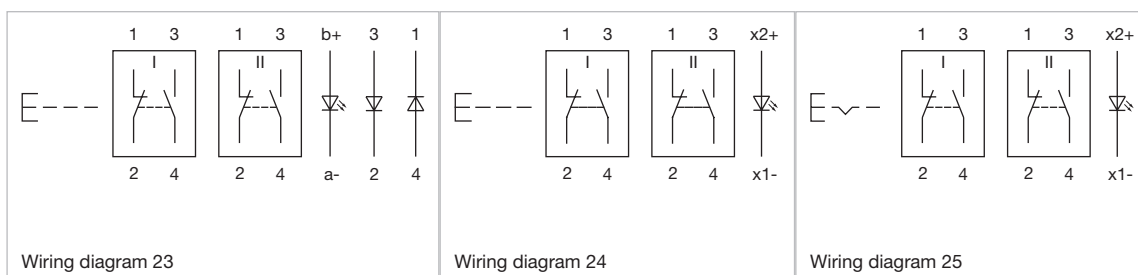 1 3 1 3 b+ 3 1
I II
2 4 2 4 a- 2 4
Wiring diagram 23
1 3 1 3 x2+
I II
2 4 2 4 x1-
Wiring diagram 24
1 3 1 3 x2+
I II
2 4 2 4 x1-
Wiring diagram 25